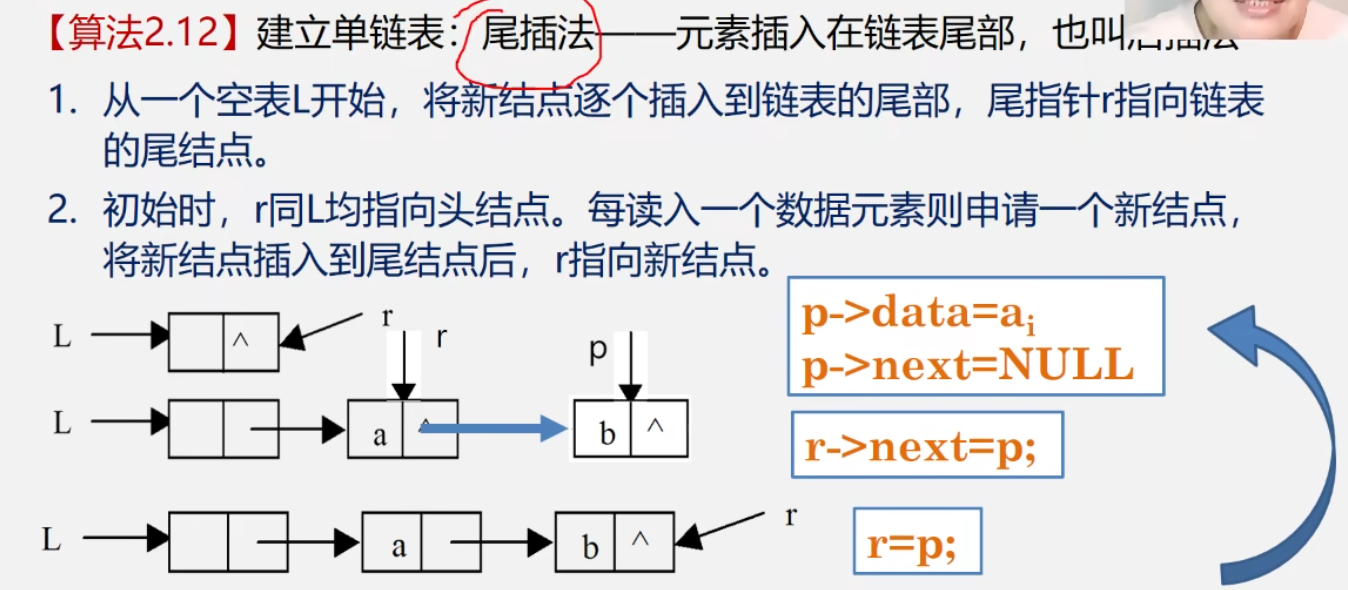 【算法2.12】建立单链表：尾插法——元素插入在链表尾部，也叫后插法
1. 从一个空表L开始，将新结点逐个插入到链表的尾部，尾指针r指向链表
的尾结点。
2. 初始时，r同L均指向头结点。每读入一个数据元素则申请一个新结点，
将新结点插入到尾结点后，r指向新结点。
L ^ r
r p
L a ^ b ^
L a b ^ r
p->data=aᵢ
p->next=NULL
r->next=p;
r=p;